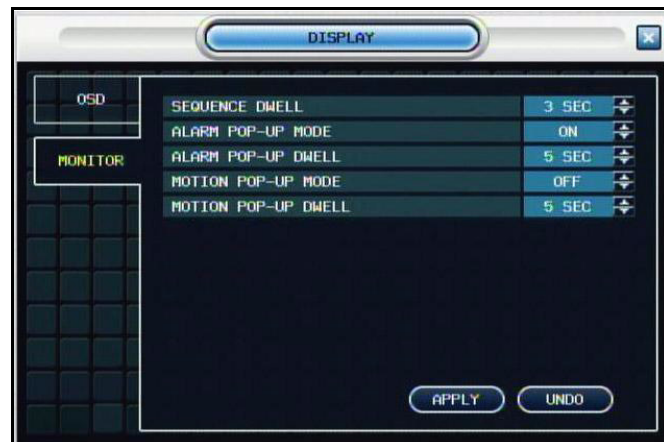 DISPLAY
OSD
MONITOR
SEQUENCE DWELL 3 SEC
ALARM POP-UP MODE ON
ALARM POP-UP DWELL 5 SEC
MOTION POP-UP MODE OFF
MOTION POP-UP DWELL 5 SEC
APPLY UNDO